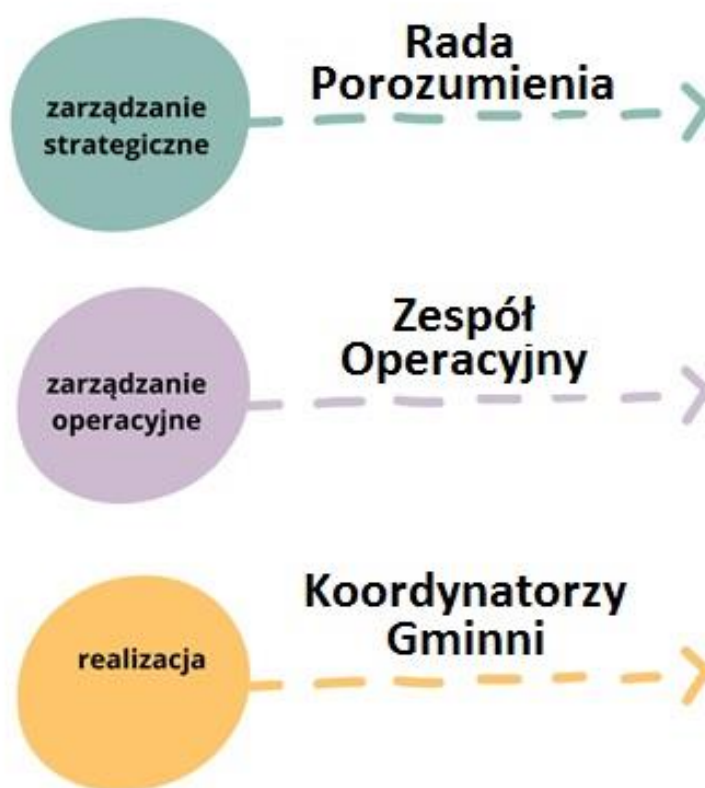 zarządzanie
strategiczne
Rada
Porozumienia
zarządzanie
operacyjne
Zespół
Operacyjny
realizacja
Koordynatorzy
Gminni